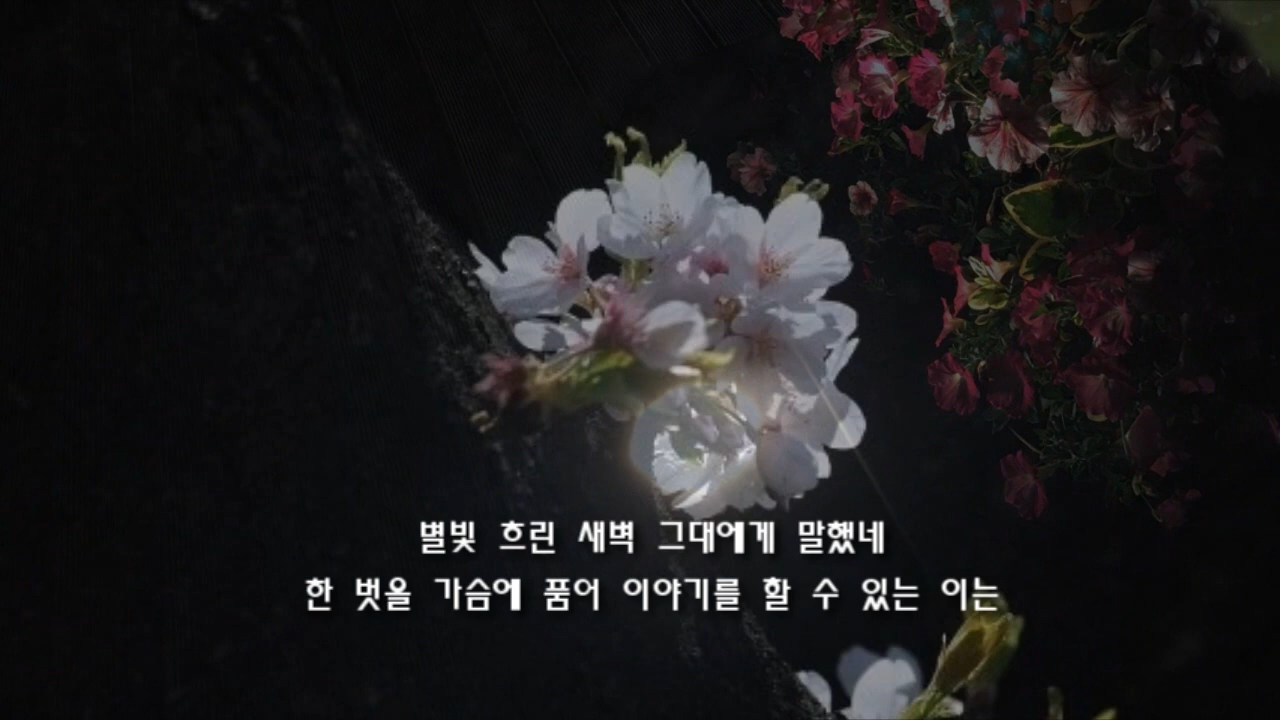 별빛 흐린 새벽 그대에게 말했네
한 벗을 가슴에 품어 이야기를 할 수 있는 이는